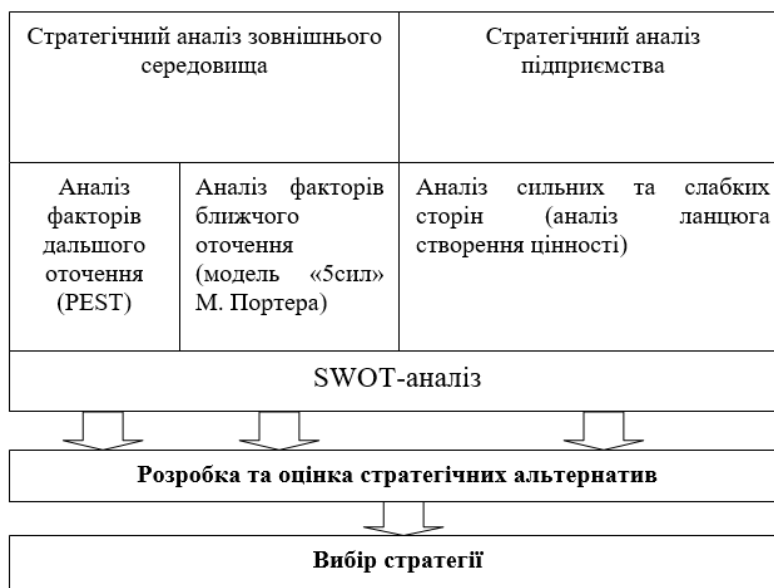 Стратегічний аналіз зовнішнього
середовища
Стратегічний аналіз
підприємства
Аналіз
факторів
дальшого
оточення
(PEST)
Аналіз факторів
ближчого
оточення
(модель «5сил»
М. Портера)
Аналіз сильних та слабких
сторін (аналіз ланцюга
створення цінності)
SWOT-аналіз
Розробка та оцінка стратегічних альтернатив
Вибір стратегії